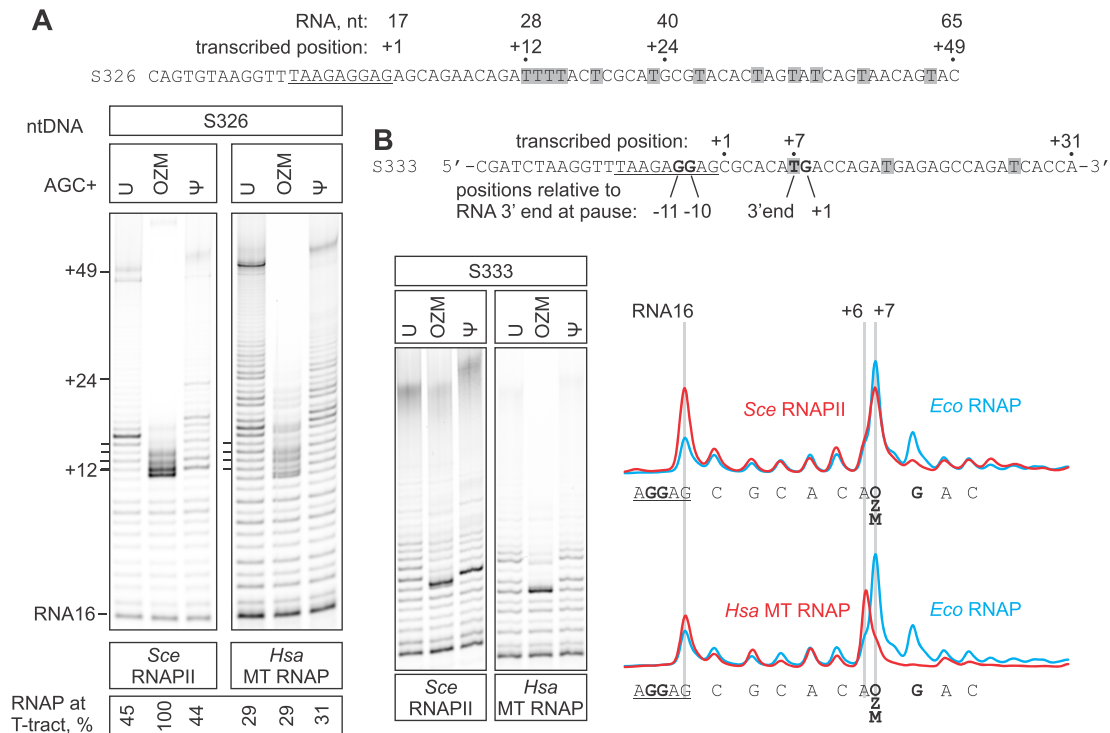 A
RNA, nt: 17 28 40 65
transcribed position: +1 +12 +24 +49
S326 CAGTGTAAGGTTTAAGAGGAGAGCAGAACAGATTTTACTCGCATGCGTACACTAGTATCAGTAACAGTAC
ntDNA S326
AGC+ U OZM Ψ U OZM Ψ
+49
+24
+12
RNA16
Sce RNAPII
Hsa MT RNAP
RNAP at T-tract, % 45 100 44 29 29 31
B
transcribed position: +1 +7 +31
S333 5′-CGATCTAAGGTTTAAGAGGAGCGCACATGACCAGATGAGAGCCAGATCACCA-3′
positions relative to
RNA 3' end at pause: -11 -10 3'end +1
S333
U OZM Ψ U OZM Ψ
Sce RNAPII
Hsa MT RNAP
RNA16 +6 +7
Sce RNAPII Eco RNAP
AGGAG C G C A C AOZM G A C
Hsa MT RNAP Eco RNAP
AGGAG C G C A C AOZM G A C